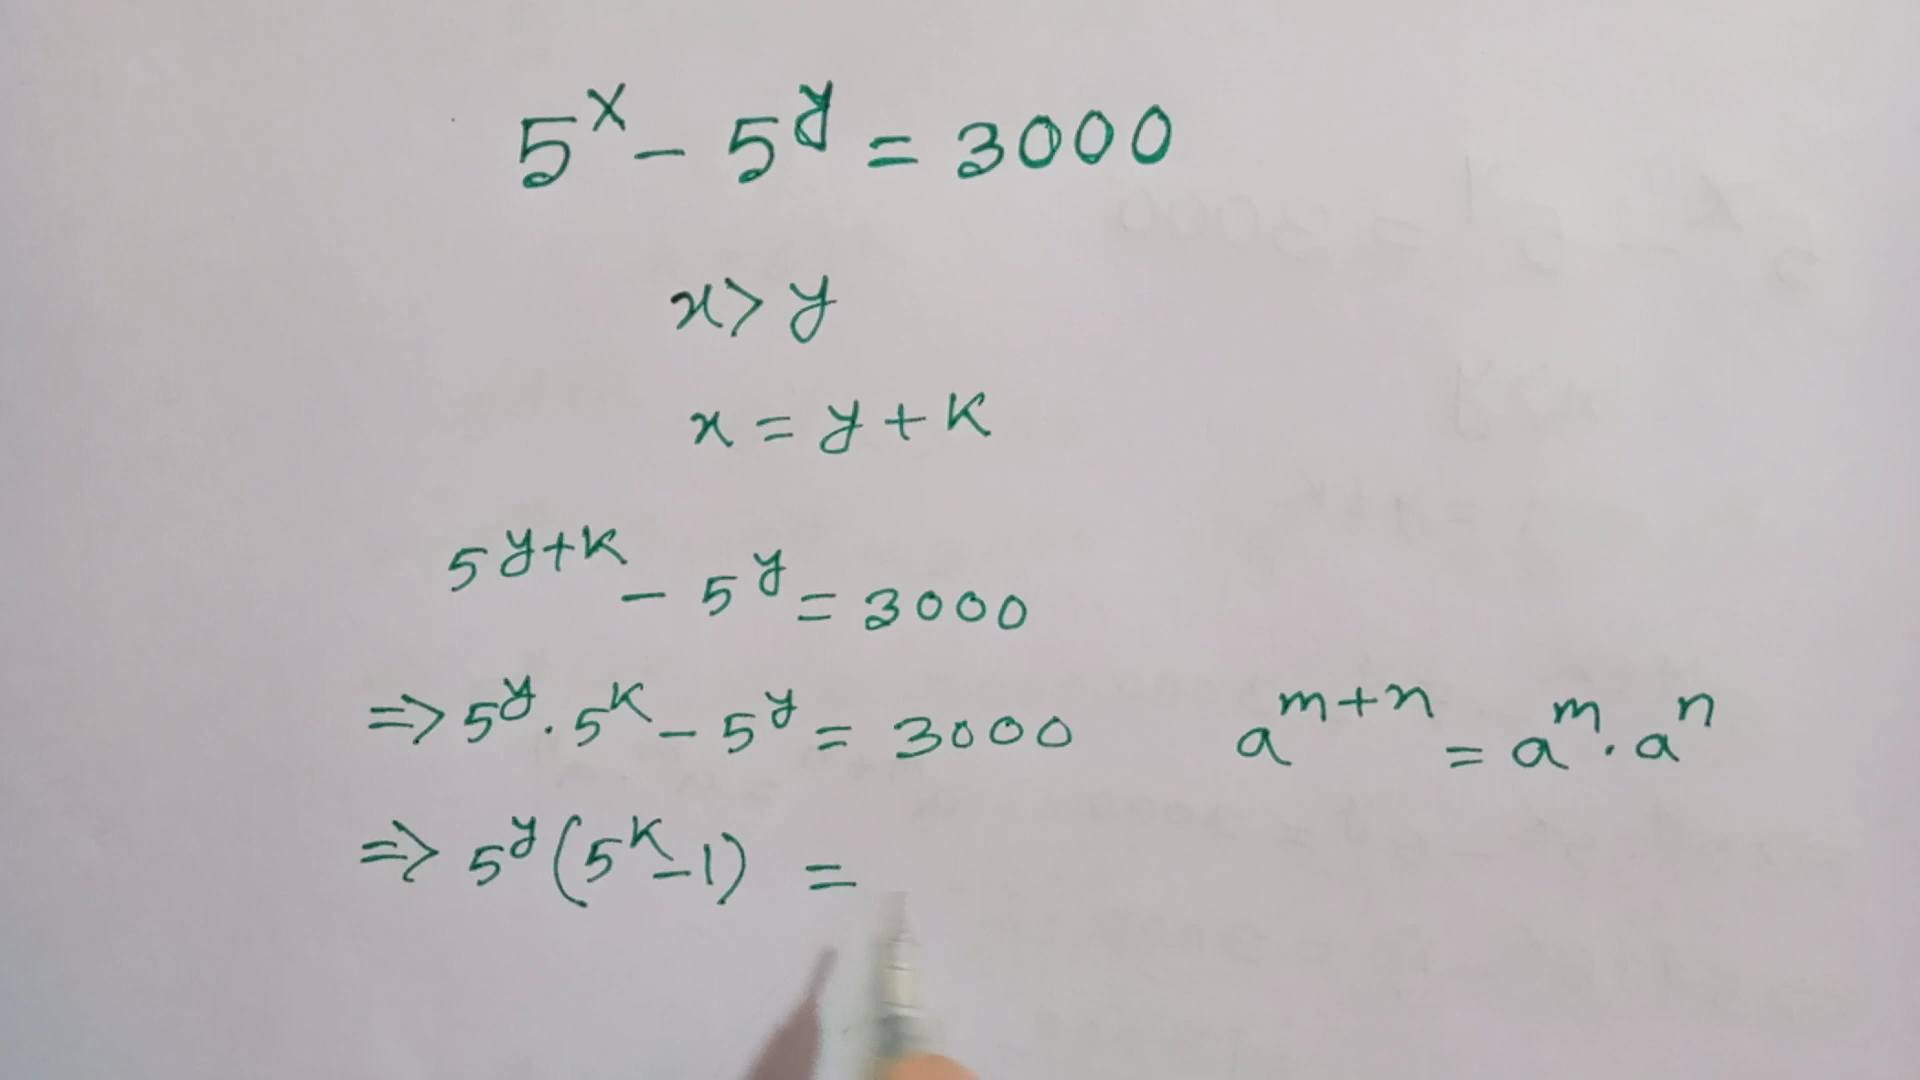 5^x - 5^y = 3000
x > y
x = y + k
5^{y+k} - 5^y = 3000
⇒ 5^y · 5^k - 5^y = 3000
a^{m+n} = a^m · a^n
⇒ 5^y (5^k - 1) =